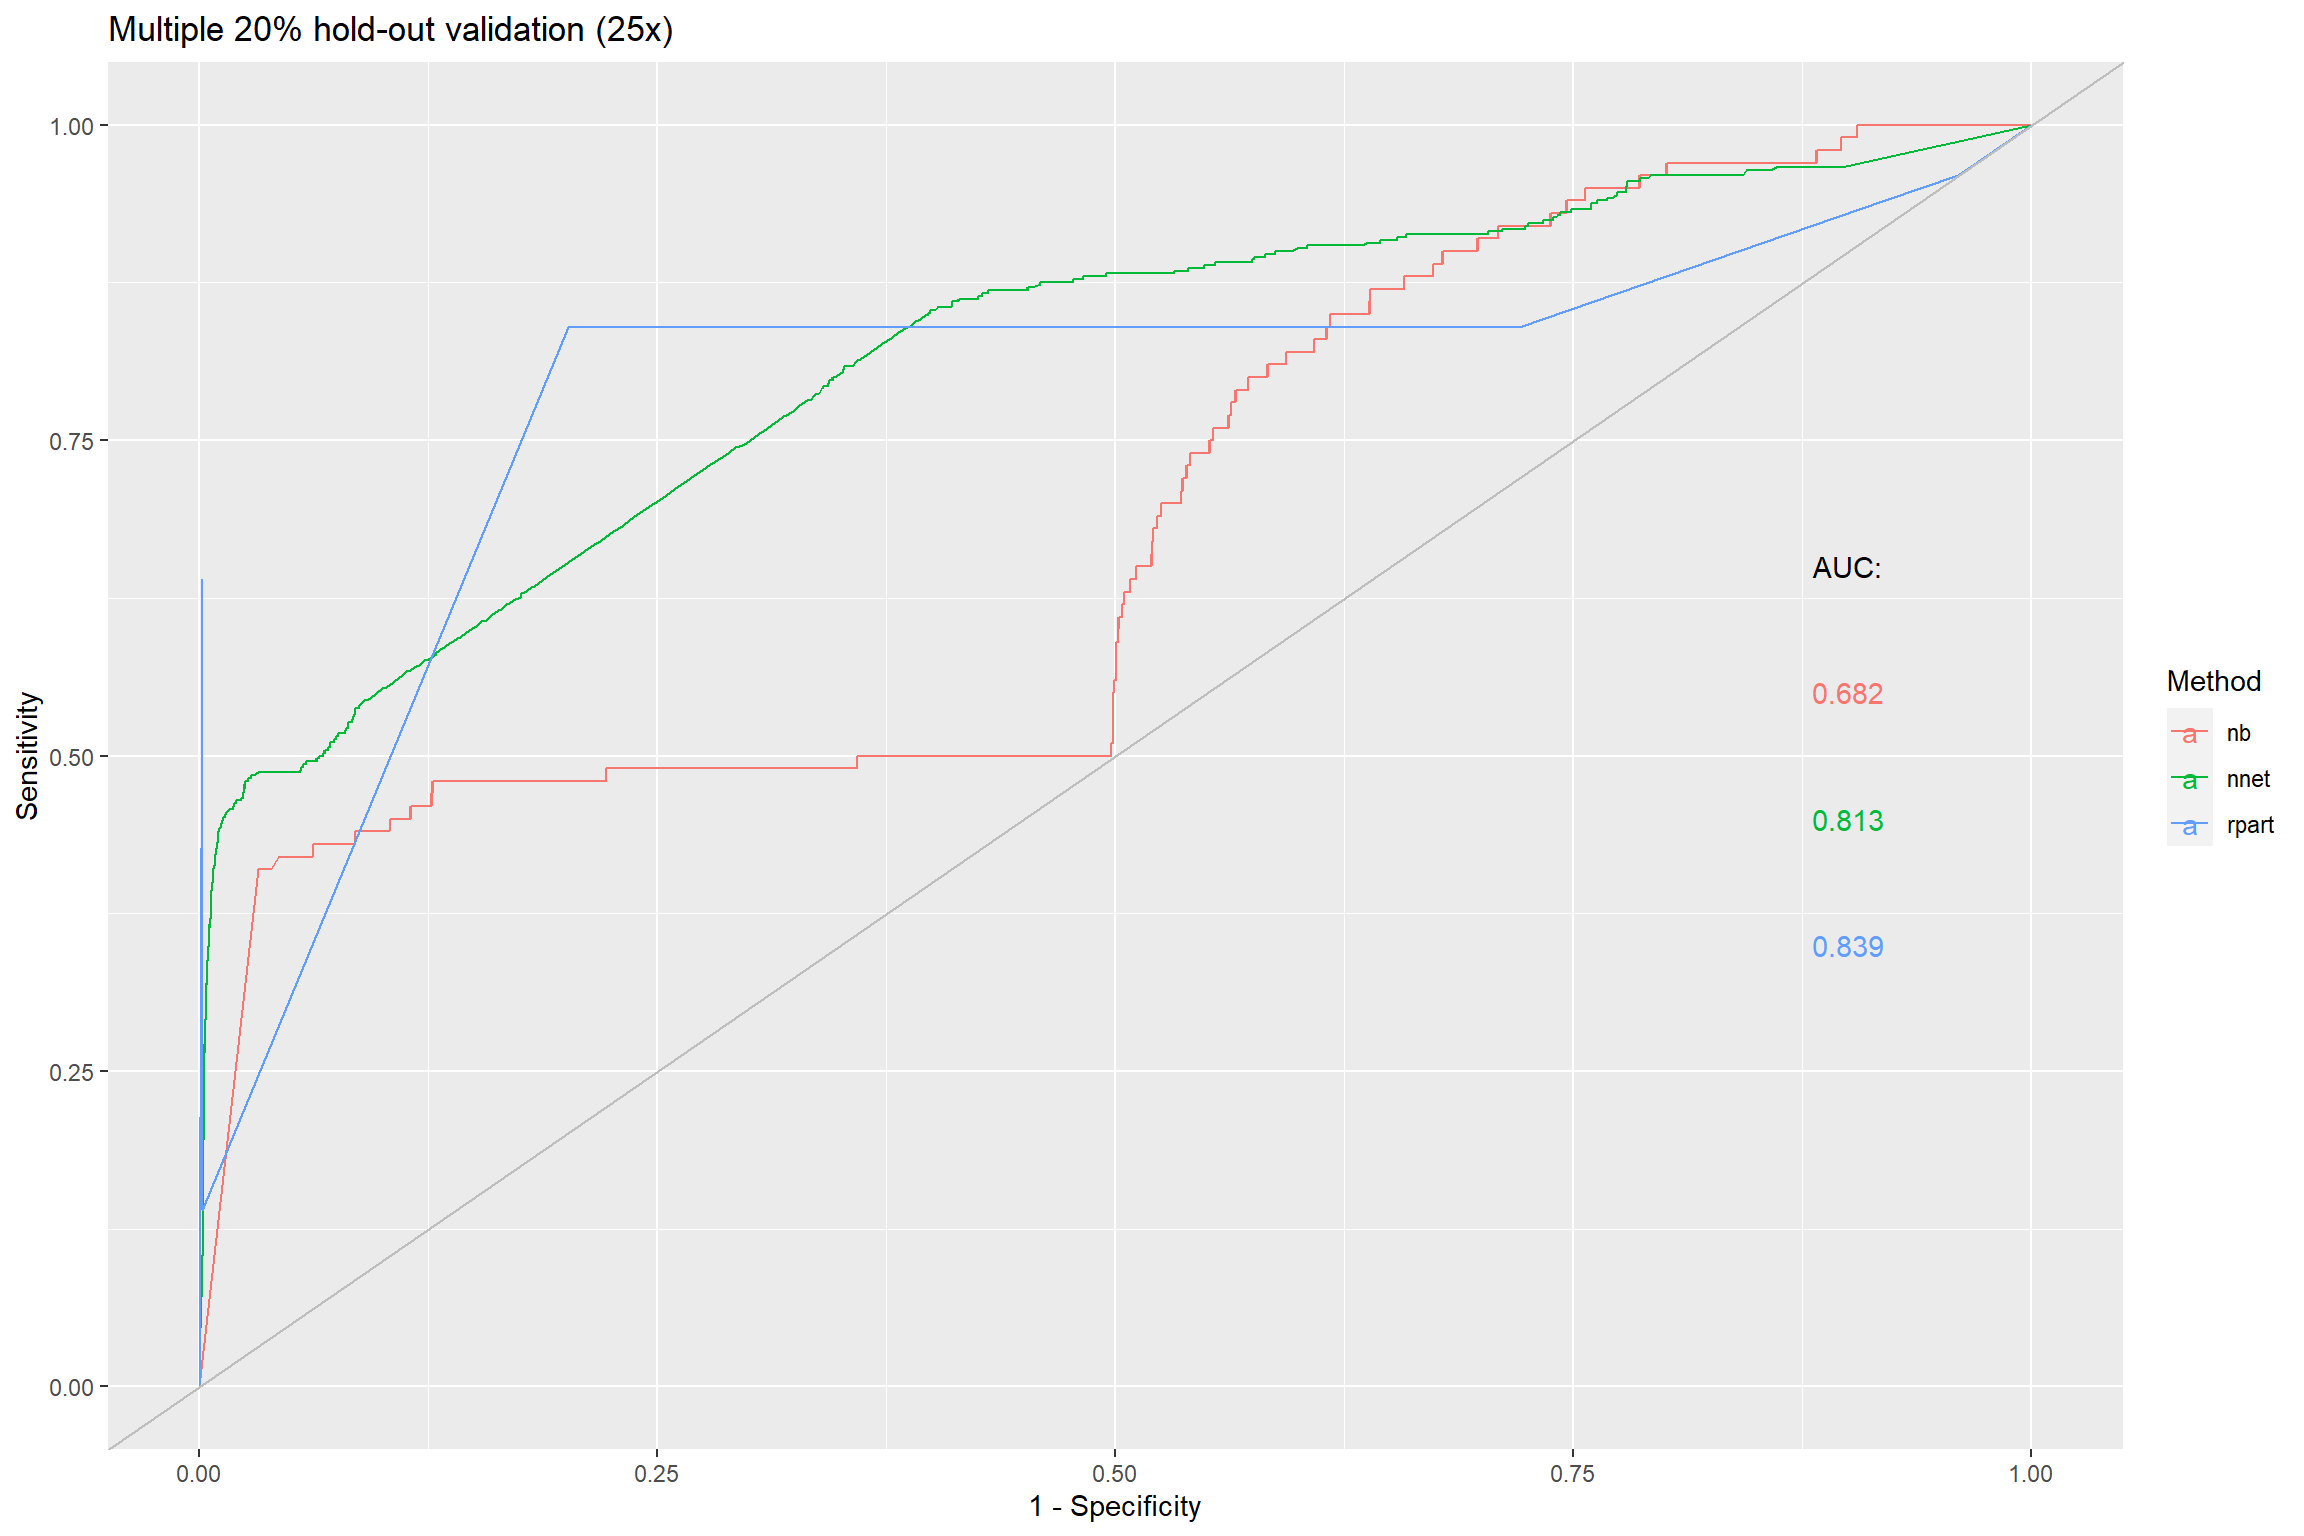 Multiple 20% hold-out validation (25x)
1.00
0.75
0.50
0.25
0.00
Sensitivity
0.00 0.25 0.50 0.75 1.00
1 - Specificity
AUC:
0.682
0.813
0.839
Method
a nb
a nnet
a rpart